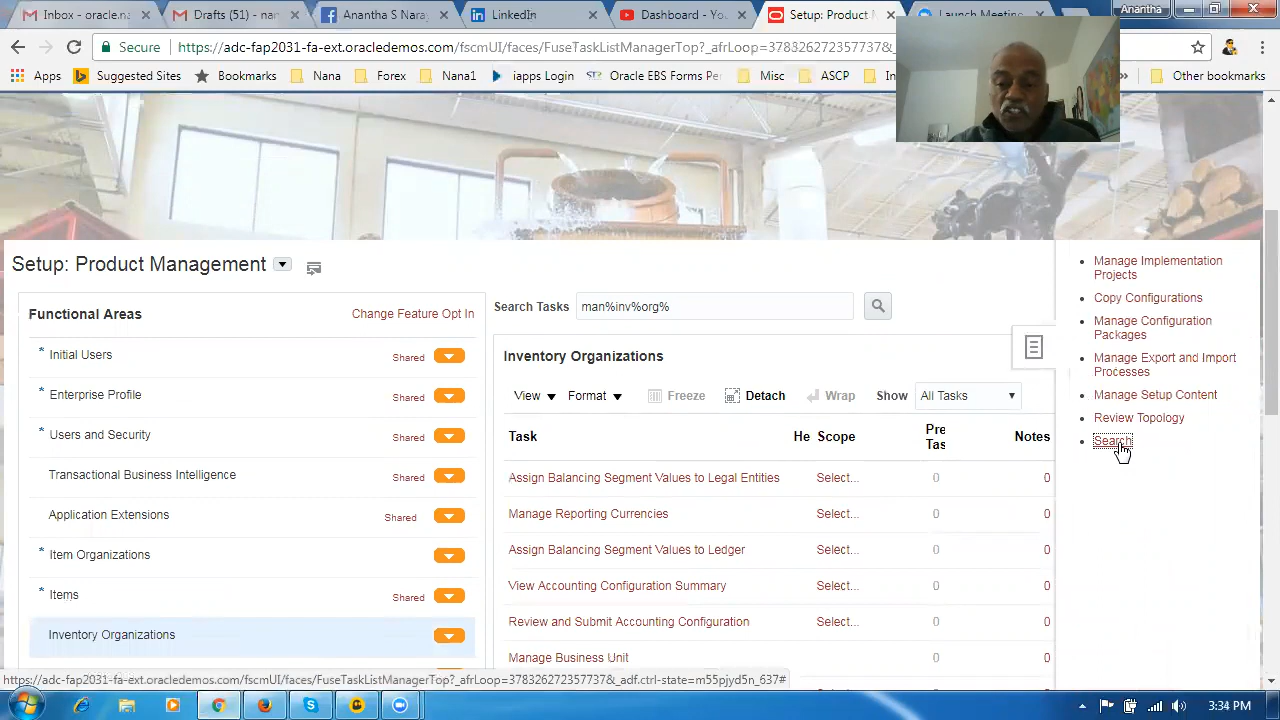 Inbox oracle.na
D
Anantha S Nara
LinkedIn
Dashboard - Yo
Setup: Product M
Launch Meeting
Anantha
Secure
https://adc-fap2031-fa-ext.oracledemos.com/fscmUI/faces/FuseTaskListManagerTop?_afrLoop=378326272357737&_
Apps
Suggested Sites
Bookmarks
Nana
Forex
Nana1
iapps Login
Oracle EBS Forms Pe
Misc
ASCP
In
Other bookmarks
Setup: Product Management
Functional Areas
Change Feature Opt In
* Initial Users Shared
* Enterprise Profile Shared
* Users and Security Shared
Transactional Business Intelligence Shared
Application Extensions Shared
* Item Organizations
* Items Shared
Inventory Organizations
Search Tasks man%inv%org%
Inventory Organizations
View Format Freeze Detach Wrap Show All Tasks
Task He Scope Pre Notes
Tas
Assign Balancing Segment Values to Legal Entities Select... 0 0
Manage Reporting Currencies Select... 0 0
Assign Balancing Segment Values to Ledger Select... 0 0
View Accounting Configuration Summary Select... 0 0
Review and Submit Accounting Configuration Select... 0 0
Manage Business Unit 0 0
Manage Implementation
Projects
Copy Configurations
Manage Configuration
Packages
Manage Export and Import
Processes
Manage Setup Content
Review Topology
Search
https://adc-fap2031-fa-ext.oracledemos.com/fscmUI/faces/FuseTaskListManagerTop?_afrLoop=378326272357737&_adf.ctrl-state=m55pjyd5n_637#
3:34 PM